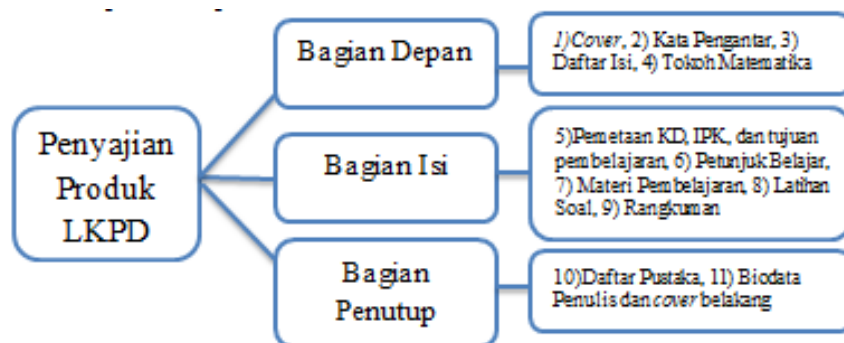 Penyajian
Produk
LKPD
Bagian Depan
1)Cover, 2) Kata Pengantar, 3)
Daftar Isi, 4) Tokoh Matematika
Bagian Isi
5)Pemetaan KD, IPK, dan tujuan
pembelajaran, 6) Petunjuk Belajar,
7) Materi Pembelajaran, 8) Latihan
Soal, 9) Rangkuman
Bagian
Penutup
10)Daftar Pustaka, 11) Biodata
Penulis dan cover belakang